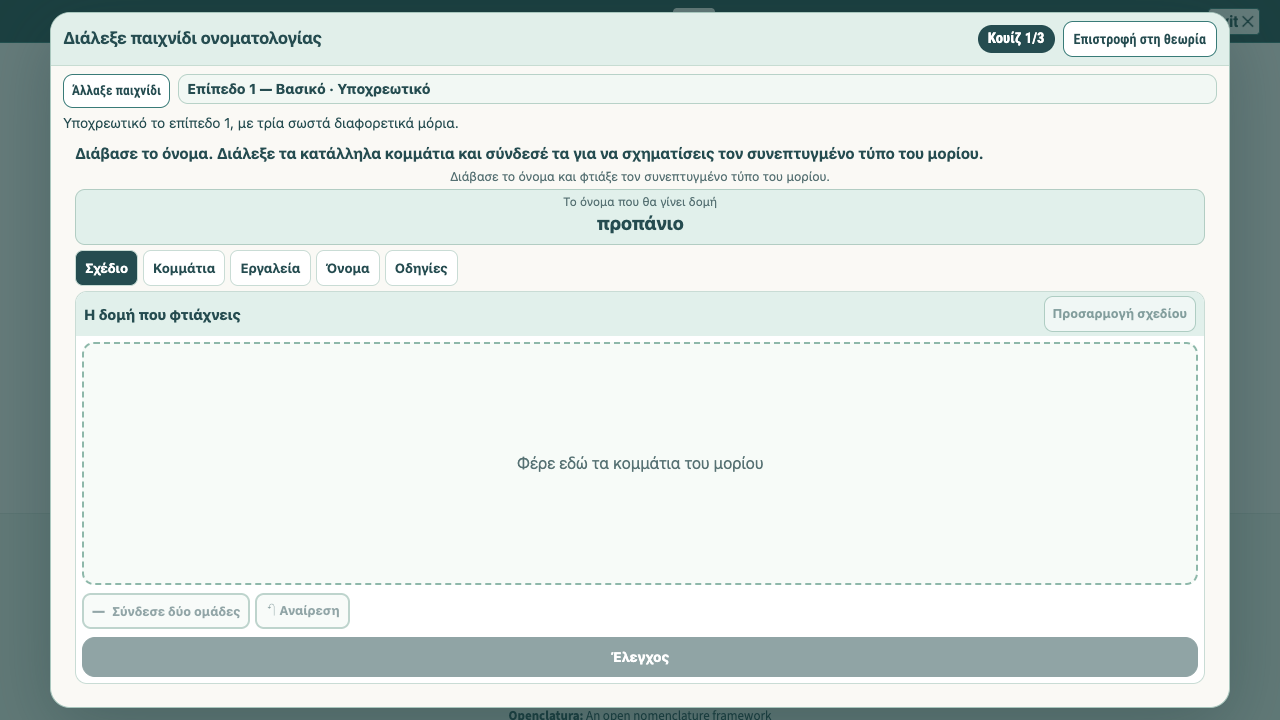 Διάλεξε παιχνίδι ονοματολογίας
Κουίζ 1/3
Επιστροφή στη θεωρία
Άλλαξε παιχνίδι
Επίπεδο 1 — Βασικό · Υποχρεωτικό
Υποχρεωτικό το επίπεδο 1, με τρία σωστά διαφορετικά μόρια.
Διάβασε το όνομα. Διάλεξε τα κατάλληλα κομμάτια και σύνδεσέ τα για να σχηματίσεις τον συνεπτυγμένο τύπο του μορίου.
Διάβασε το όνομα και φτιάξε τον συνεπτυγμένο τύπο του μορίου.
Το όνομα που θα γίνει δομή
προπάνιο
Σχέδιο
Κομμάτια
Εργαλεία
Όνομα
Οδηγίες
Η δομή που φτιάχνεις
Προσαρμογή σχεδίου
Φέρε εδώ τα κομμάτια του μορίου
— Σύνδεσε δύο ομάδες
Αναίρεση
Έλεγχος
Openclatura: An open nomenclature framework